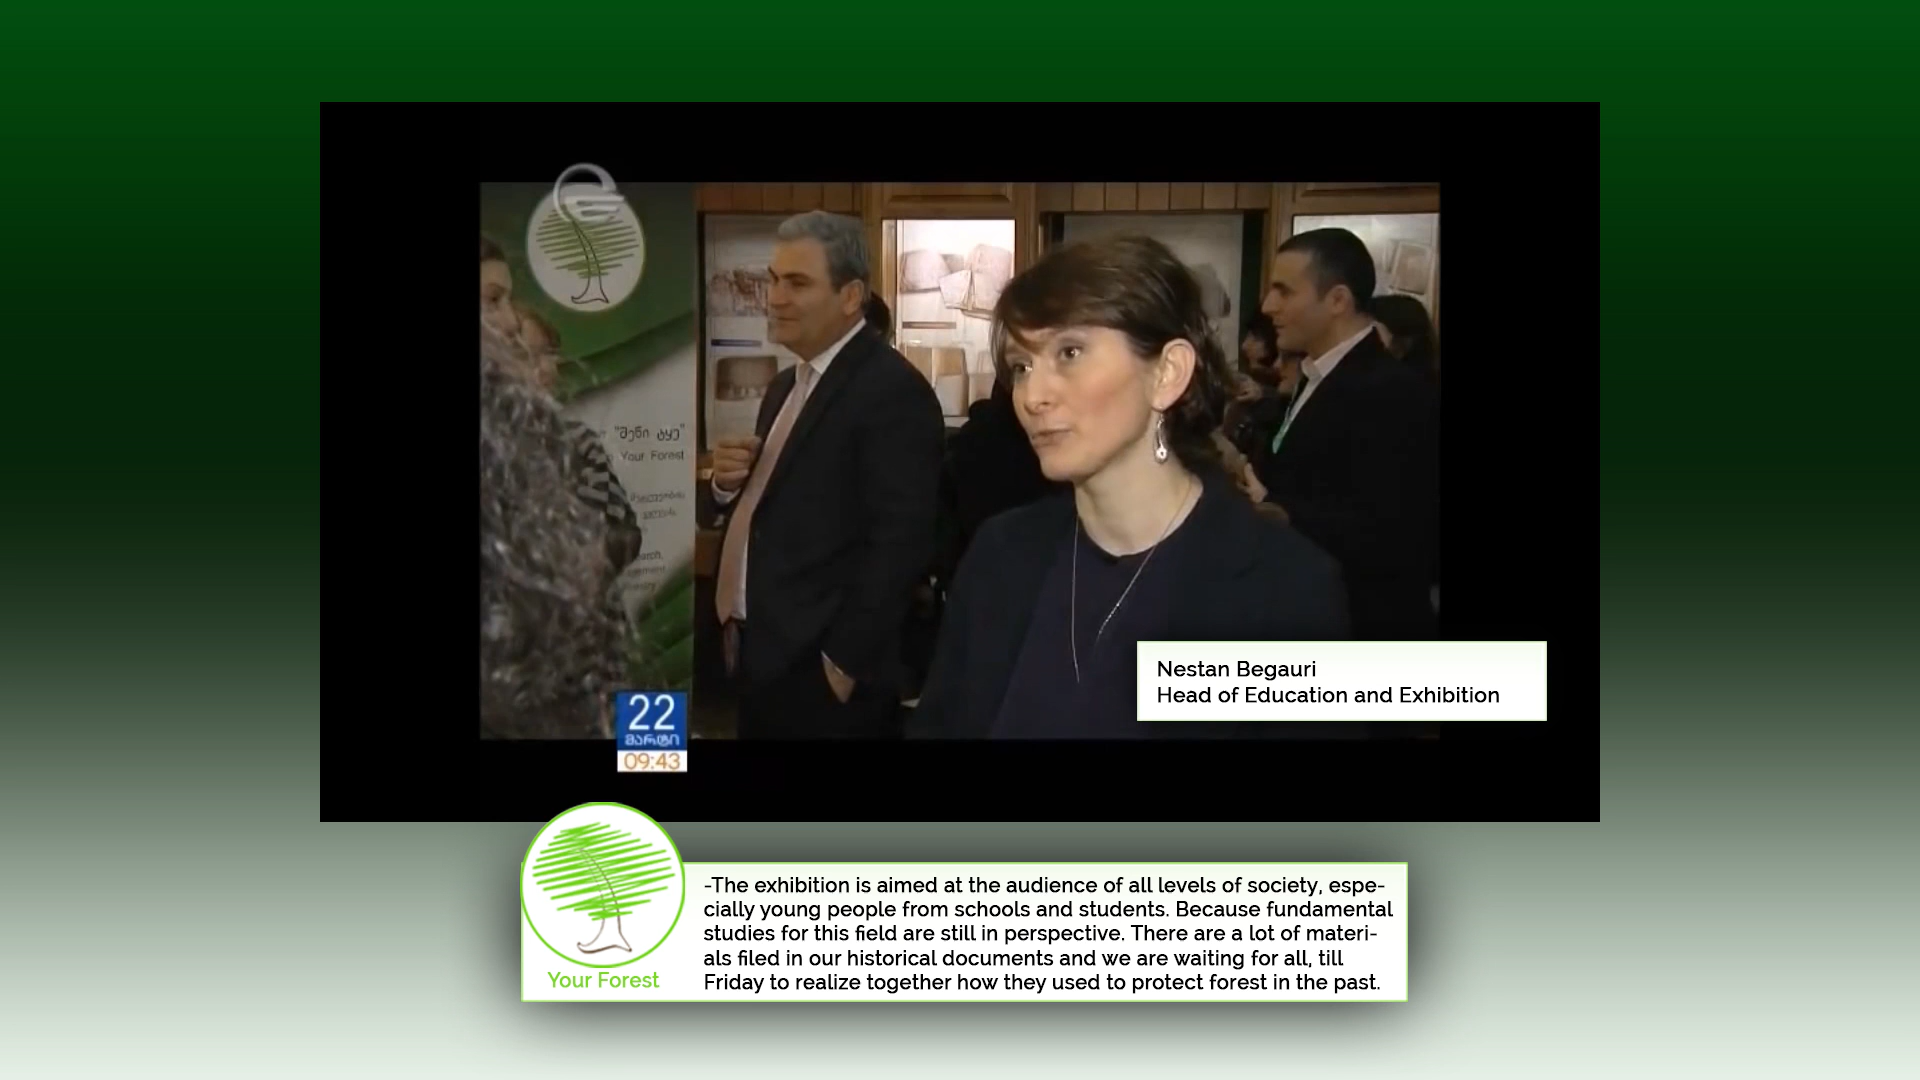 "შენი ტყე"
Your Forest
22
მარტი
09:43
Nestan Begauri
Head of Education and Exhibition
-The exhibition is aimed at the audience of all levels of society, espe-
cially young people from schools and students. Because fundamental
studies for this field are still in perspective. There are a lot of materi-
als filed in our historical documents and we are waiting for all, till
Friday to realize together how they used to protect forest in the past.
Your Forest